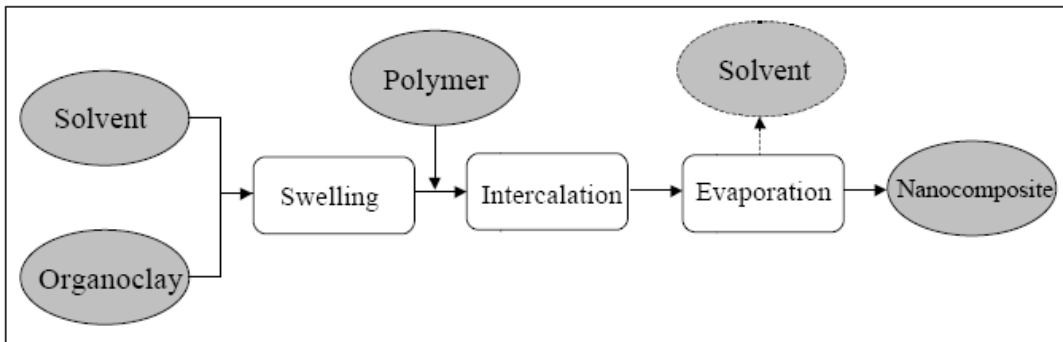 Solvent
Organoclay
Swelling
Polymer
Intercalation
Solvent
Evaporation
Nanocomposite